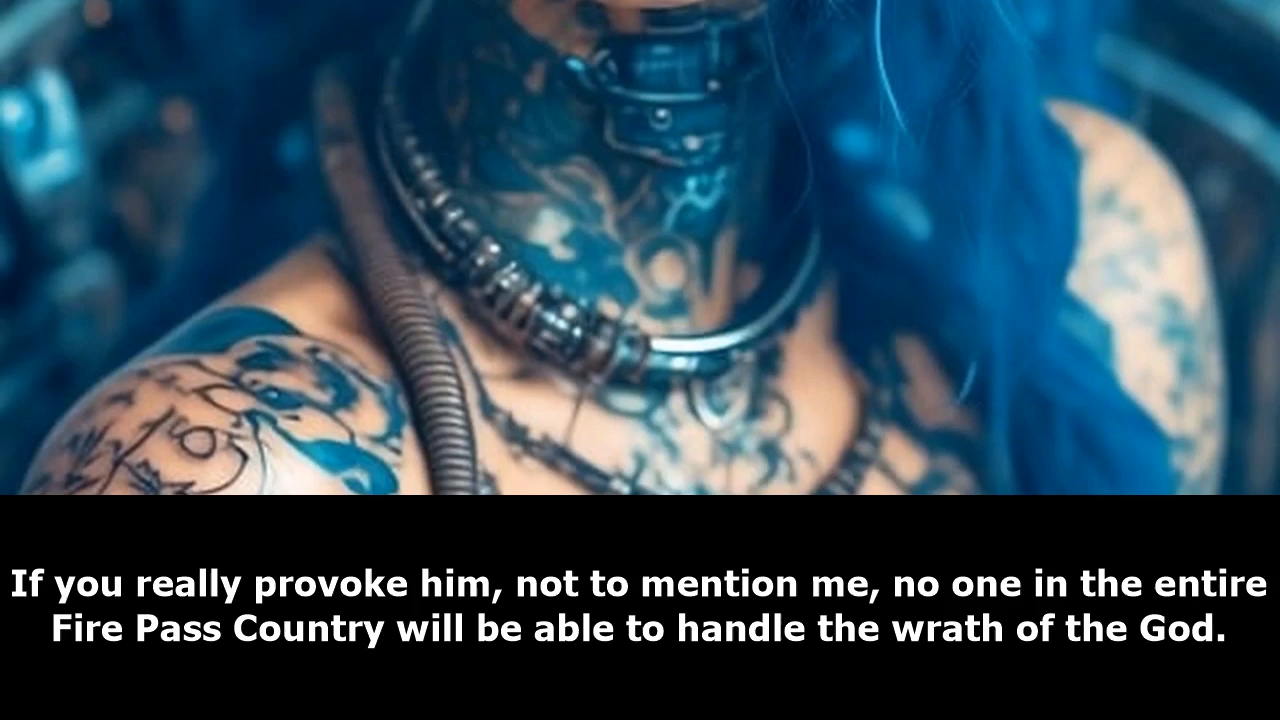 If you really provoke him, not to mention me, no one in the entire
Fire Pass Country will be able to handle the wrath of the God.